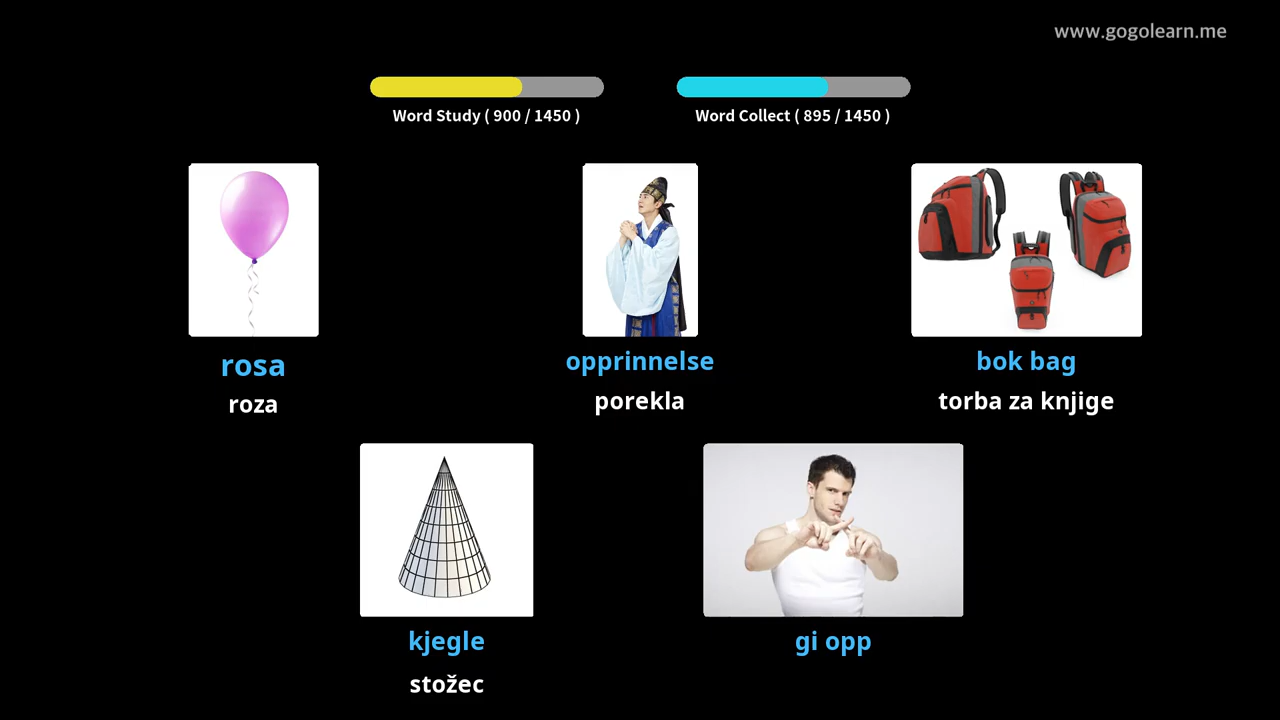 www.gogolearn.me
Word Study ( 900 / 1450 )
Word Collect ( 895 / 1450 )
rosa
roza
opprinnelse
porekla
bok bag
torba za knjige
kjegle
stožec
gi opp